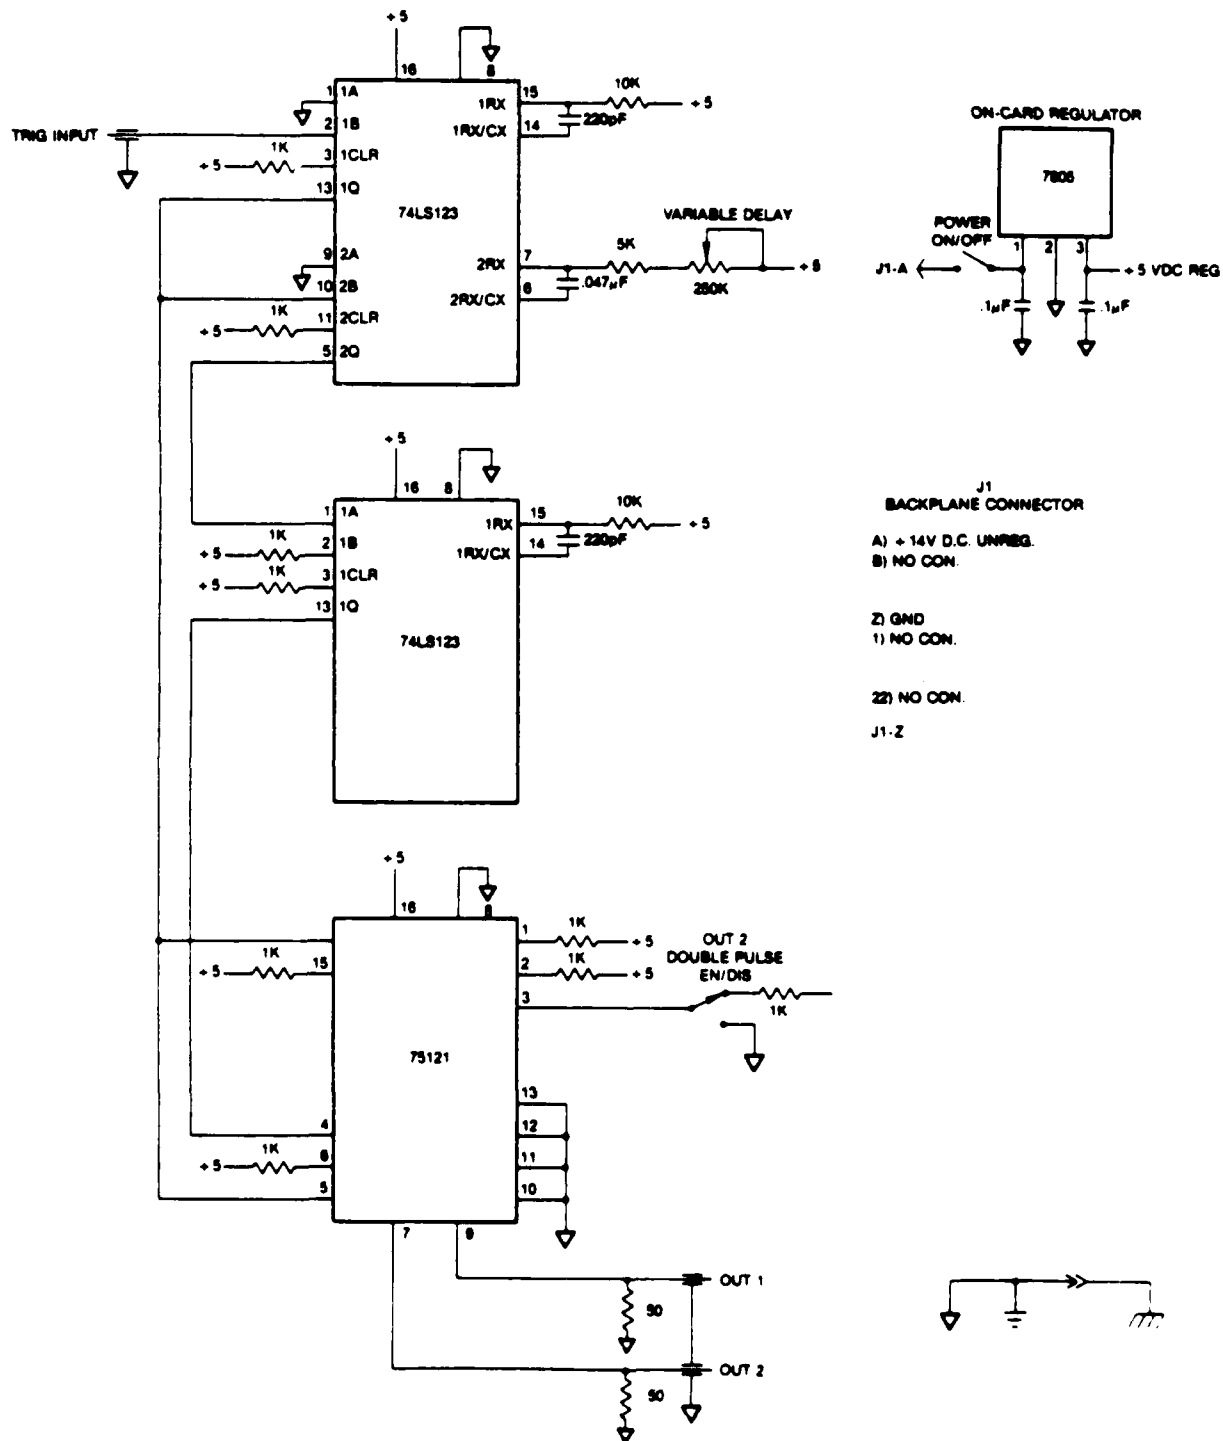 +5
16
8
1 1A
2 1B
TRIG INPUT
1K
+5
3 1CLR
13 1Q
9 2A
10 2B
1K
+5
11 2CLR
5 2Q
74LS123
1RX 15
1RX/CX 14
220pF
10K
+5
2RX 7
2RX/CX 6
.047µF
5K
VARIABLE DELAY
250K
+5
ON-CARD REGULATOR
7805
POWER
ON/OFF
1
2
3
J1-A
+5 VDC REG
.1µF
.1µF
+5
16
8
1 1A
1K
+5
2 1B
1K
+5
3 1CLR
13 1Q
74LS123
1RX 15
1RX/CX 14
220pF
10K
+5
J1
BACKPLANE CONNECTOR
A) +14V D.C. UNREG.
B) NO CON.
Z) GND
1) NO CON.
22) NO CON.
J1-Z
+5
16
8
1K
+5
15
4
1K
+5
6
5
75121
1
1K
+5
2
1K
+5
3
OUT 2
DOUBLE PULSE
EN/DIS
1K
13
12
11
10
7
9
OUT 1
50
OUT 2
50